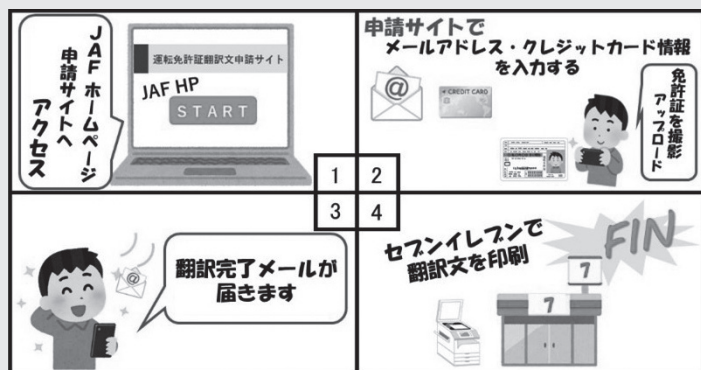 JAF ホームページ
申請サイトへ
アクセス
運転免許証翻訳文申請サイト
JAF HP
START
1
申請サイトで
メールアドレス・クレジットカード情報
を入力する
@
CREDIT CARD
免許証を撮影
アップロード
2
3
@
翻訳完了メールが
届きます
4
セブンイレブンで
翻訳文を印刷
FIN
7
7